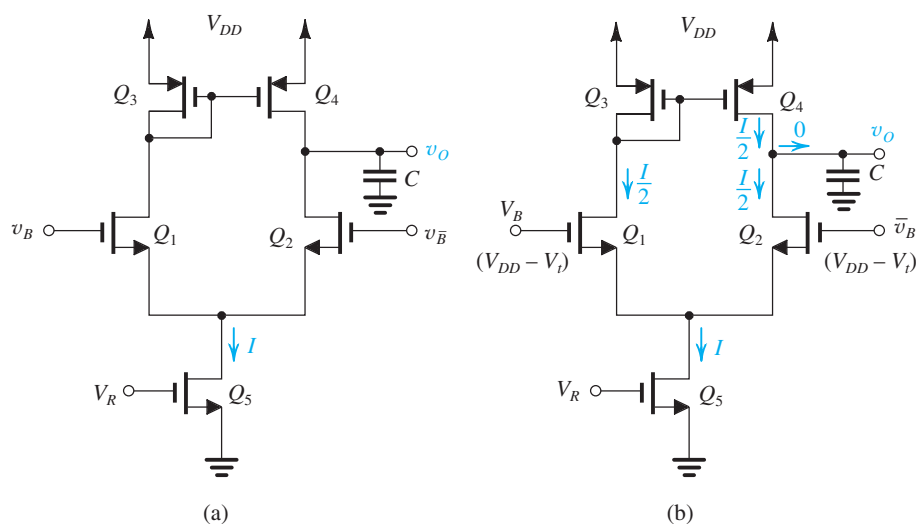 V_DD
Q_3
Q_4
v_O
C
v_B
Q_1
Q_2
v_B̄
I
V_R
Q_5
(a)
V_DD
Q_3
Q_4
I/2
0
v_O
I/2
I/2
C
V_B
Q_1
Q_2
v̄_B
(V_DD – V_t)
(V_DD – V_t)
I
V_R
Q_5
(b)